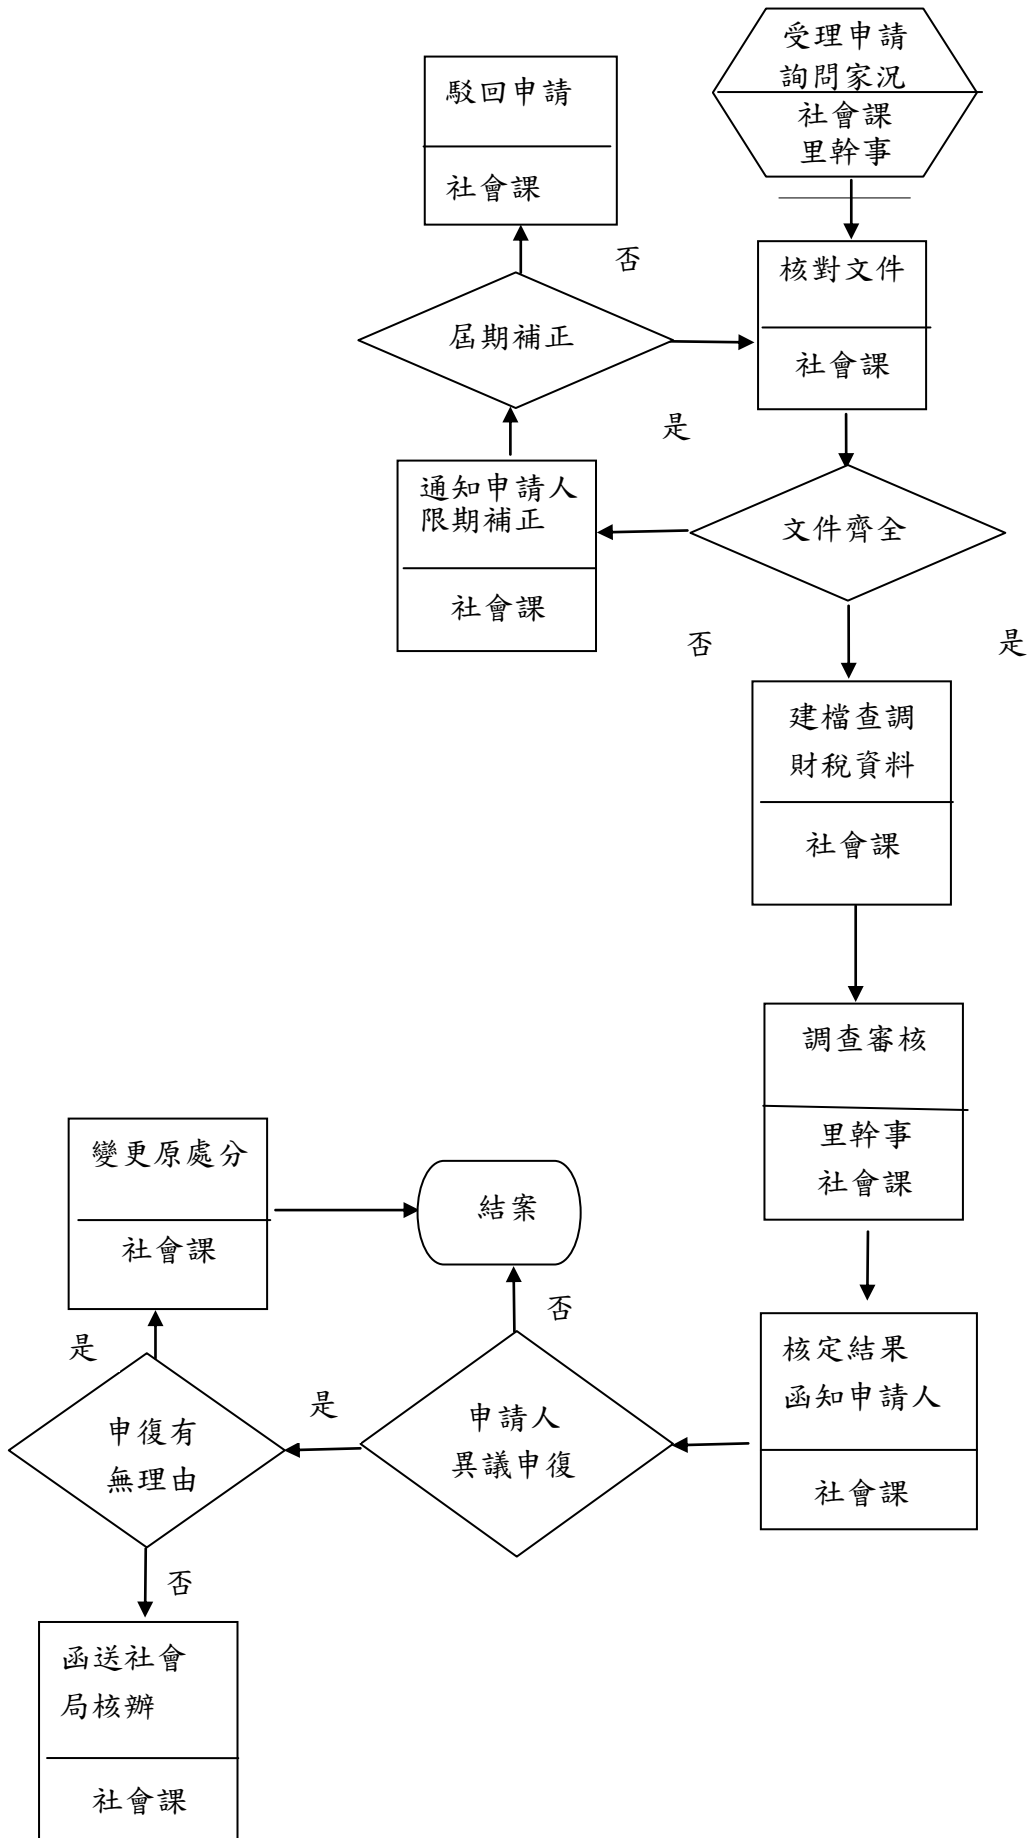 受理申請
詢問家況
社會課
里幹事
駁回申請
社會課
否
核對文件
社會課
屆期補正
是
通知申請人
限期補正
社會課
文件齊全
否
是
建檔查調
財稅資料
社會課
調查審核
里幹事
社會課
變更原處分
社會課
結案
否
是
核定結果
函知申請人
社會課
是
申請人
異議申復
申復有
無理由
否
函送社會
局核辦
社會課